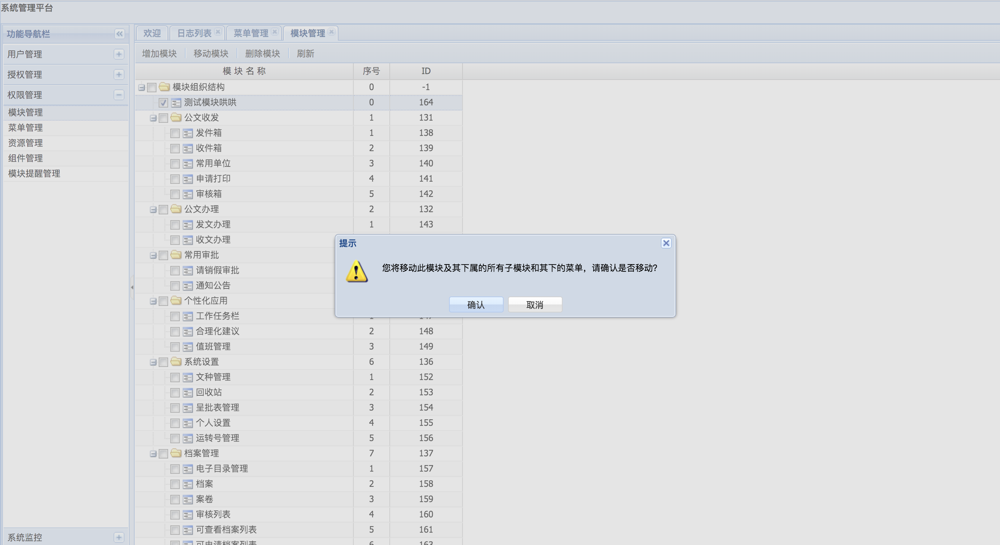 系统管理平台
功能导航栏
用户管理
授权管理
权限管理
模块管理
菜单管理
资源管理
组件管理
模块提醒管理
系统监控
欢迎 日志列表 菜单管理 模块管理
增加模块 移动模块 删除模块 刷新
模 块 名 称 序号 ID
模块组织结构 0 -1
测试模块哄哄 0 164
公文收发 1 131
发件箱 1 138
收件箱 2 139
常用单位 3 140
申请打印 4 141
审核箱 5 142
公文办理 2 132
发文办理 1 143
收文办理
常用审批
请销假审批
通知公告
个性化应用
工作任务栏
合理化建议 2 148
值班管理 3 149
系统设置 6 136
文种管理 1 152
回收站 2 153
呈批表管理 3 154
个人设置 4 155
运转号管理 5 156
档案管理 7 137
电子目录管理 1 157
档案 2 158
案卷 3 159
审核列表 4 160
可查看档案列表 5 161
可申请档案列表 6 163
提示
您将移动此模块及其下属的所有子模块和其下的菜单，请确认是否移动?
确认 取消